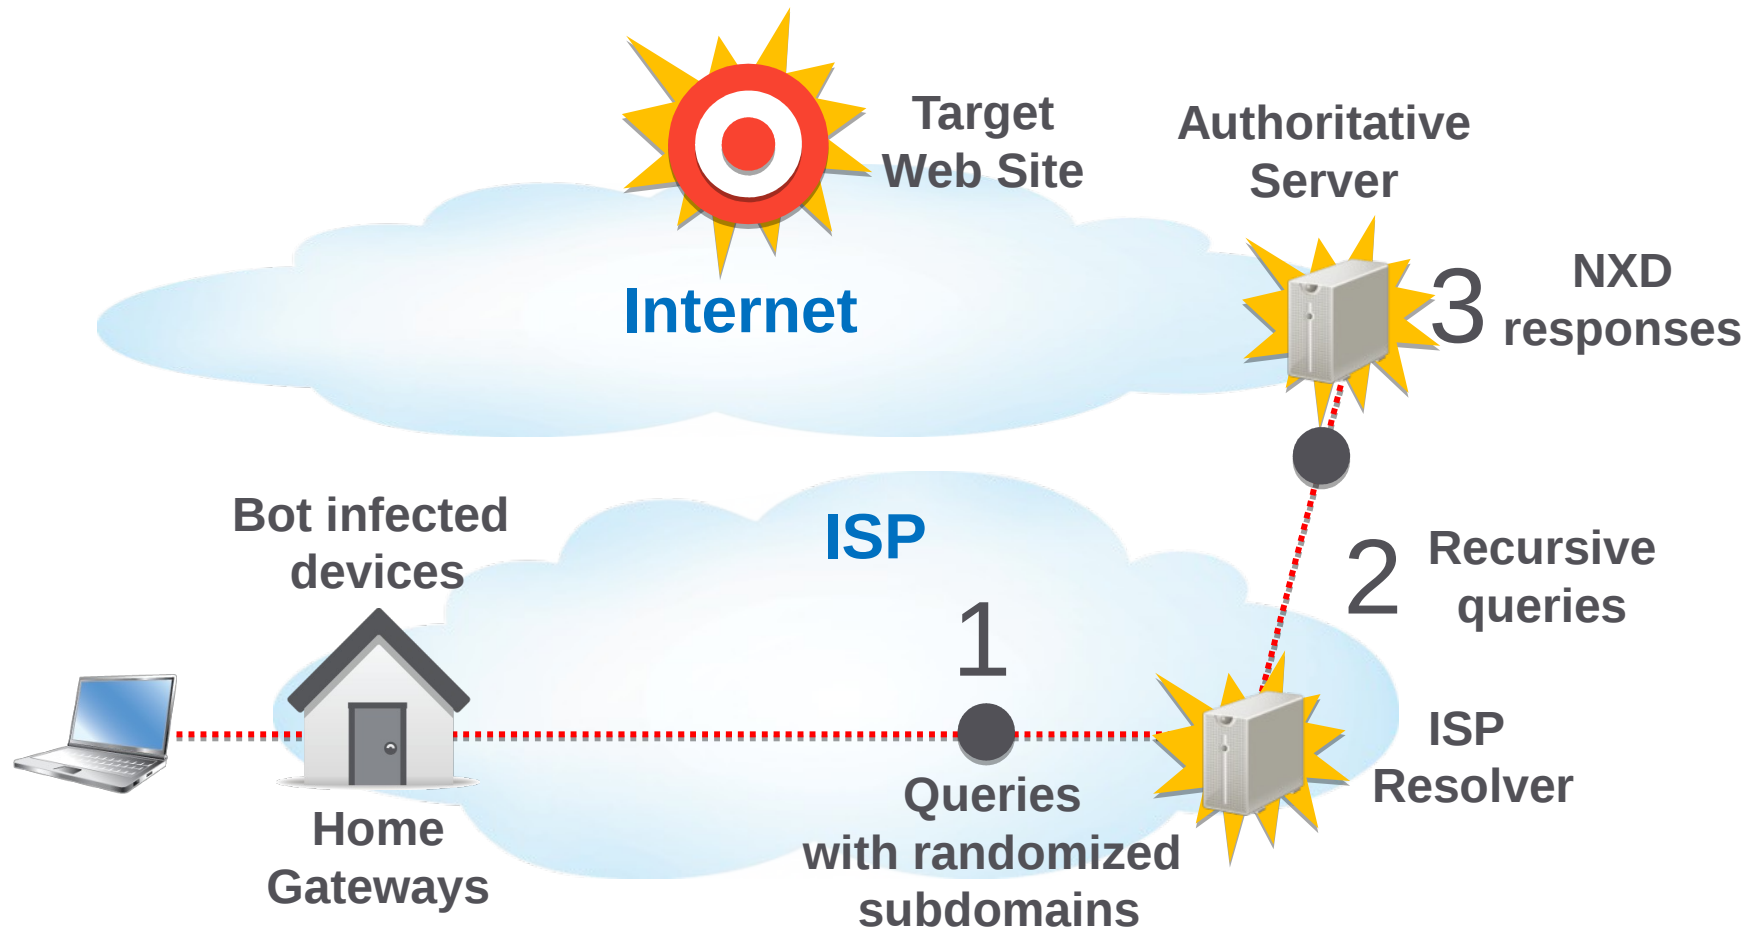 Target
Web Site
Authoritative
Server
Internet
3
NXD
responses
Bot infected
devices
ISP
2
Recursive
queries
1
ISP
Resolver
Queries
with randomized
subdomains
Home
Gateways